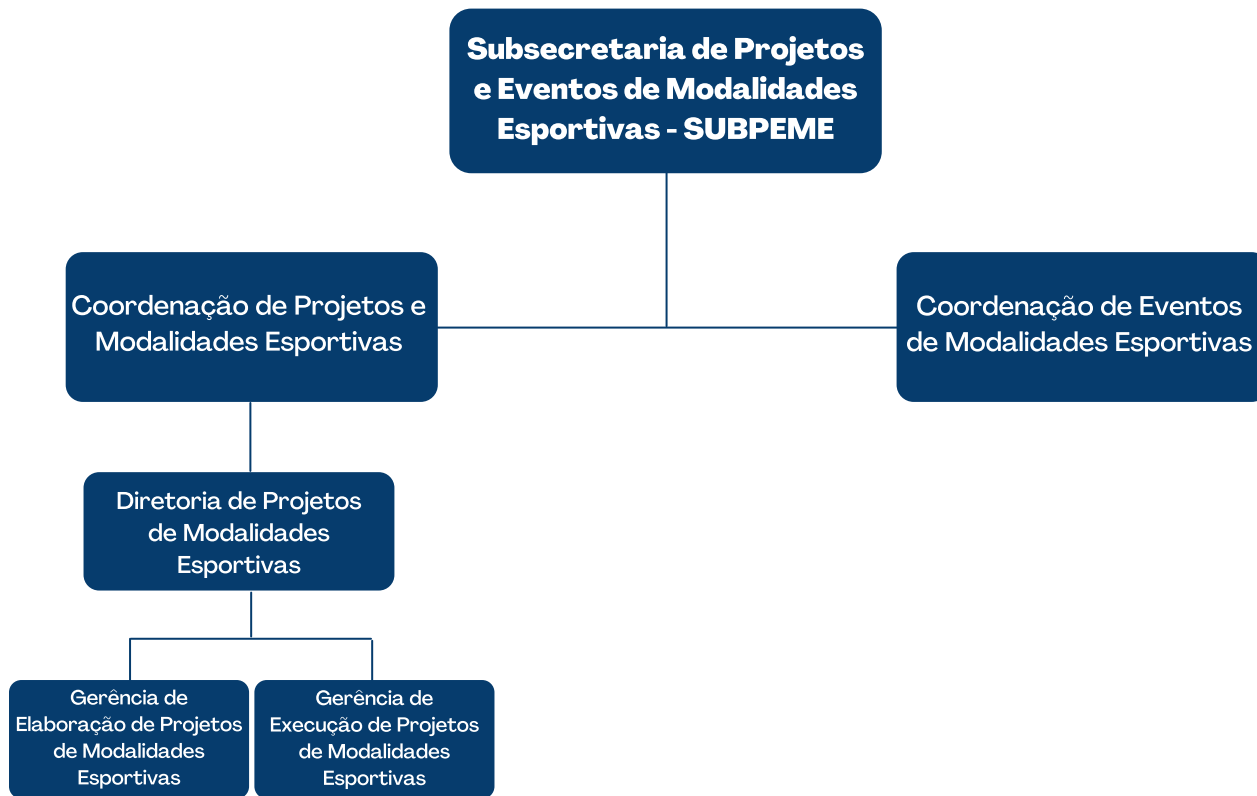 Subsecretaria de Projetos
e Eventos de Modalidades
Esportivas - SUBPEME
Coordenação de Projetos e
Modalidades Esportivas
Coordenação de Eventos
de Modalidades Esportivas
Diretoria de Projetos
de Modalidades
Esportivas
Gerência de
Elaboração de Projetos
de Modalidades
Esportivas
Gerência de
Execução de Projetos
de Modalidades
Esportivas